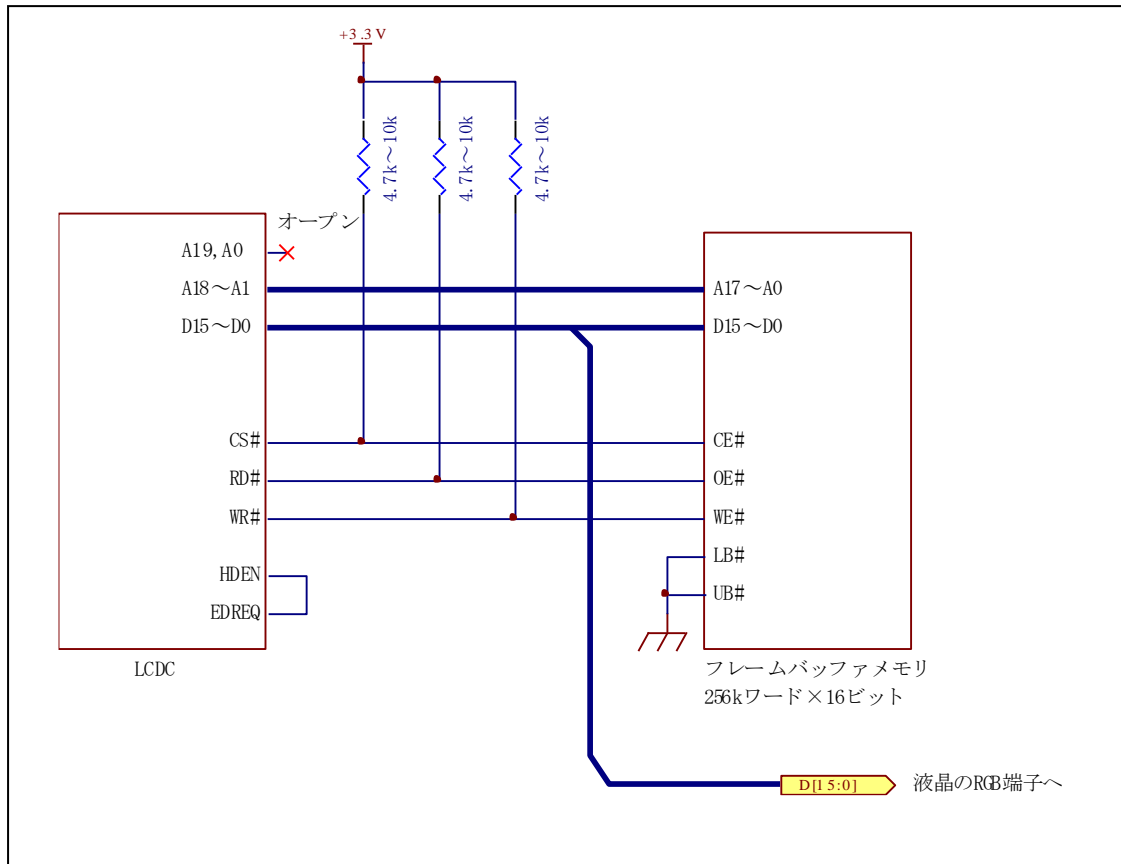 +3.3V
4.7k～10k
4.7k～10k
4.7k～10k
オープン
A19,A0
A18～A1
D15～D0
CS#
RD#
WR#
HDEN
EDREQ
LCDC
A17～A0
D15～D0
CE#
OE#
WE#
LB#
UB#
フレームバッファメモリ
256kワード×16ビット
D[15:0]
液晶のRGB端子へ